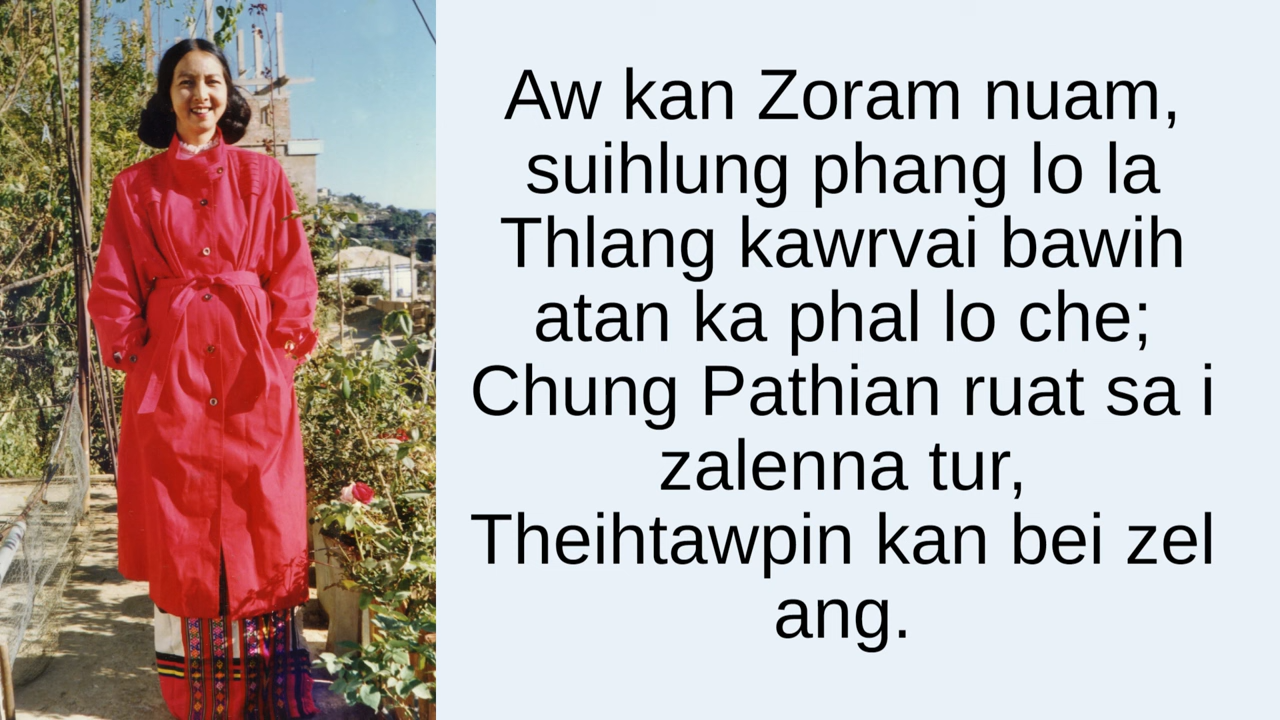 Aw kan Zoram nuam,
suihlung phang lo la
Thlang kawrvai bawih
atan ka phal lo che;
Chung Pathian ruat sa i
zalenna tur,
Theihtawpin kan bei zel
ang.